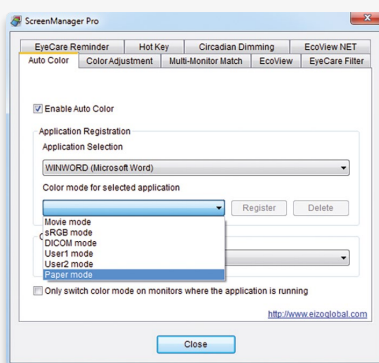 ScreenManager Pro
EyeCare Reminder Hot Key Circadian Dimming EcoView NET
Auto Color Color Adjustment Multi-Monitor Match EcoView EyeCare Filter
Enable Auto Color
Application Registration
Application Selection
WINWORD (Microsoft Word)
Color mode for selected application
Register Delete
Movie mode
sRGB mode
DICOM mode
User1 mode
User2 mode
Paper mode
Only switch color mode on monitors where the application is running
http://www.eizoglobal.com
Close